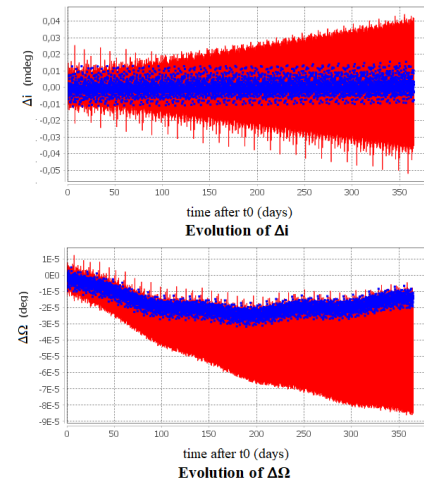 0,04
0,03
0,02
0,01
0,00
-0,01
-0,02
-0,03
-0,04
-0,05
Δi (mdeg)
0 50 100 150 200 250 300 350
time after t0 (days)
Evolution of Δi
1E-5
0E0
-1E-5
-2E-5
-3E-5
-4E-5
-5E-5
-6E-5
-7E-5
-8E-5
-9E-5
ΔΩ (deg)
0 50 100 150 200 250 300 350
time after t0 (days)
Evolution of ΔΩ